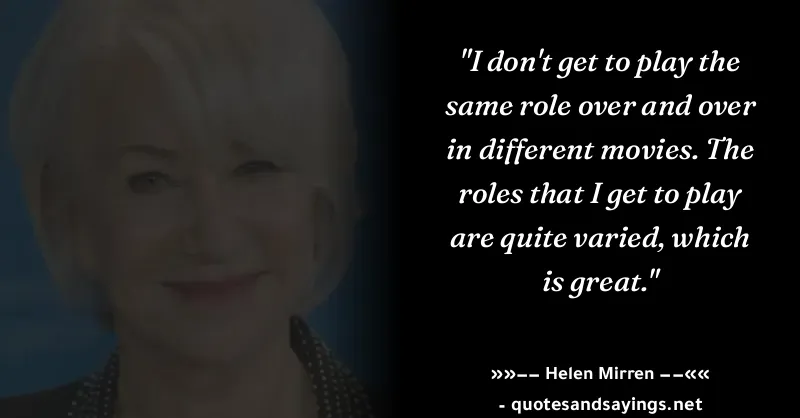 "I don't get to play the
same role over and over
in different movies. The
roles that I get to play
are quite varied, which
is great."
»»−− Helen Mirren −−««
- quotesandsayings.net